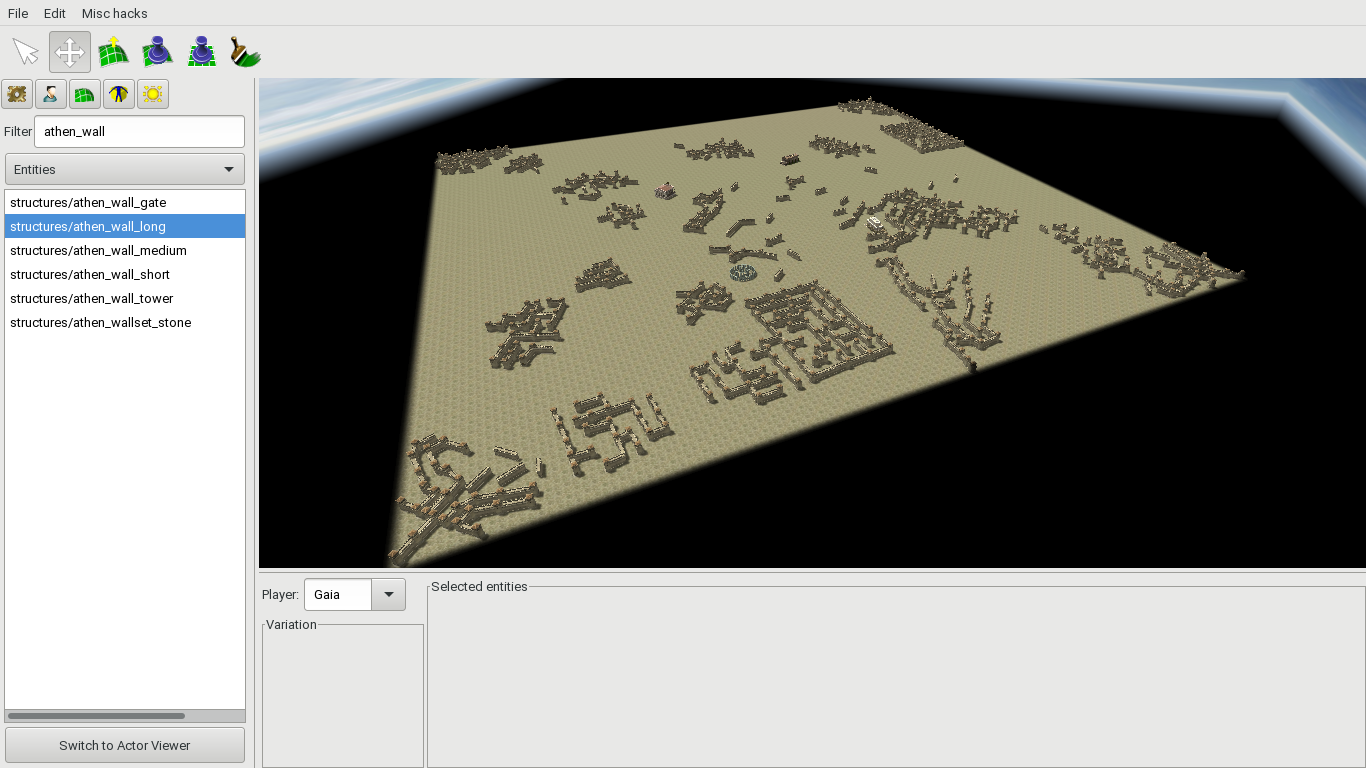 File Edit Misc hacks
Filter athen_wall
Entities
structures/athen_wall_gate
structures/athen_wall_long
structures/athen_wall_medium
structures/athen_wall_short
structures/athen_wall_tower
structures/athen_wallset_stone
Switch to Actor Viewer
Player: Gaia
Variation
Selected entities